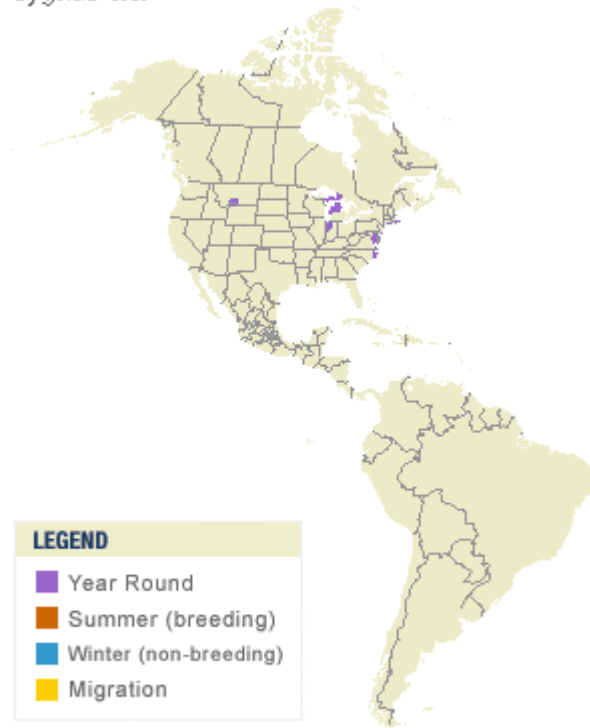 LEGEND
Year Round
Summer (breeding)
Winter (non-breeding)
Migration